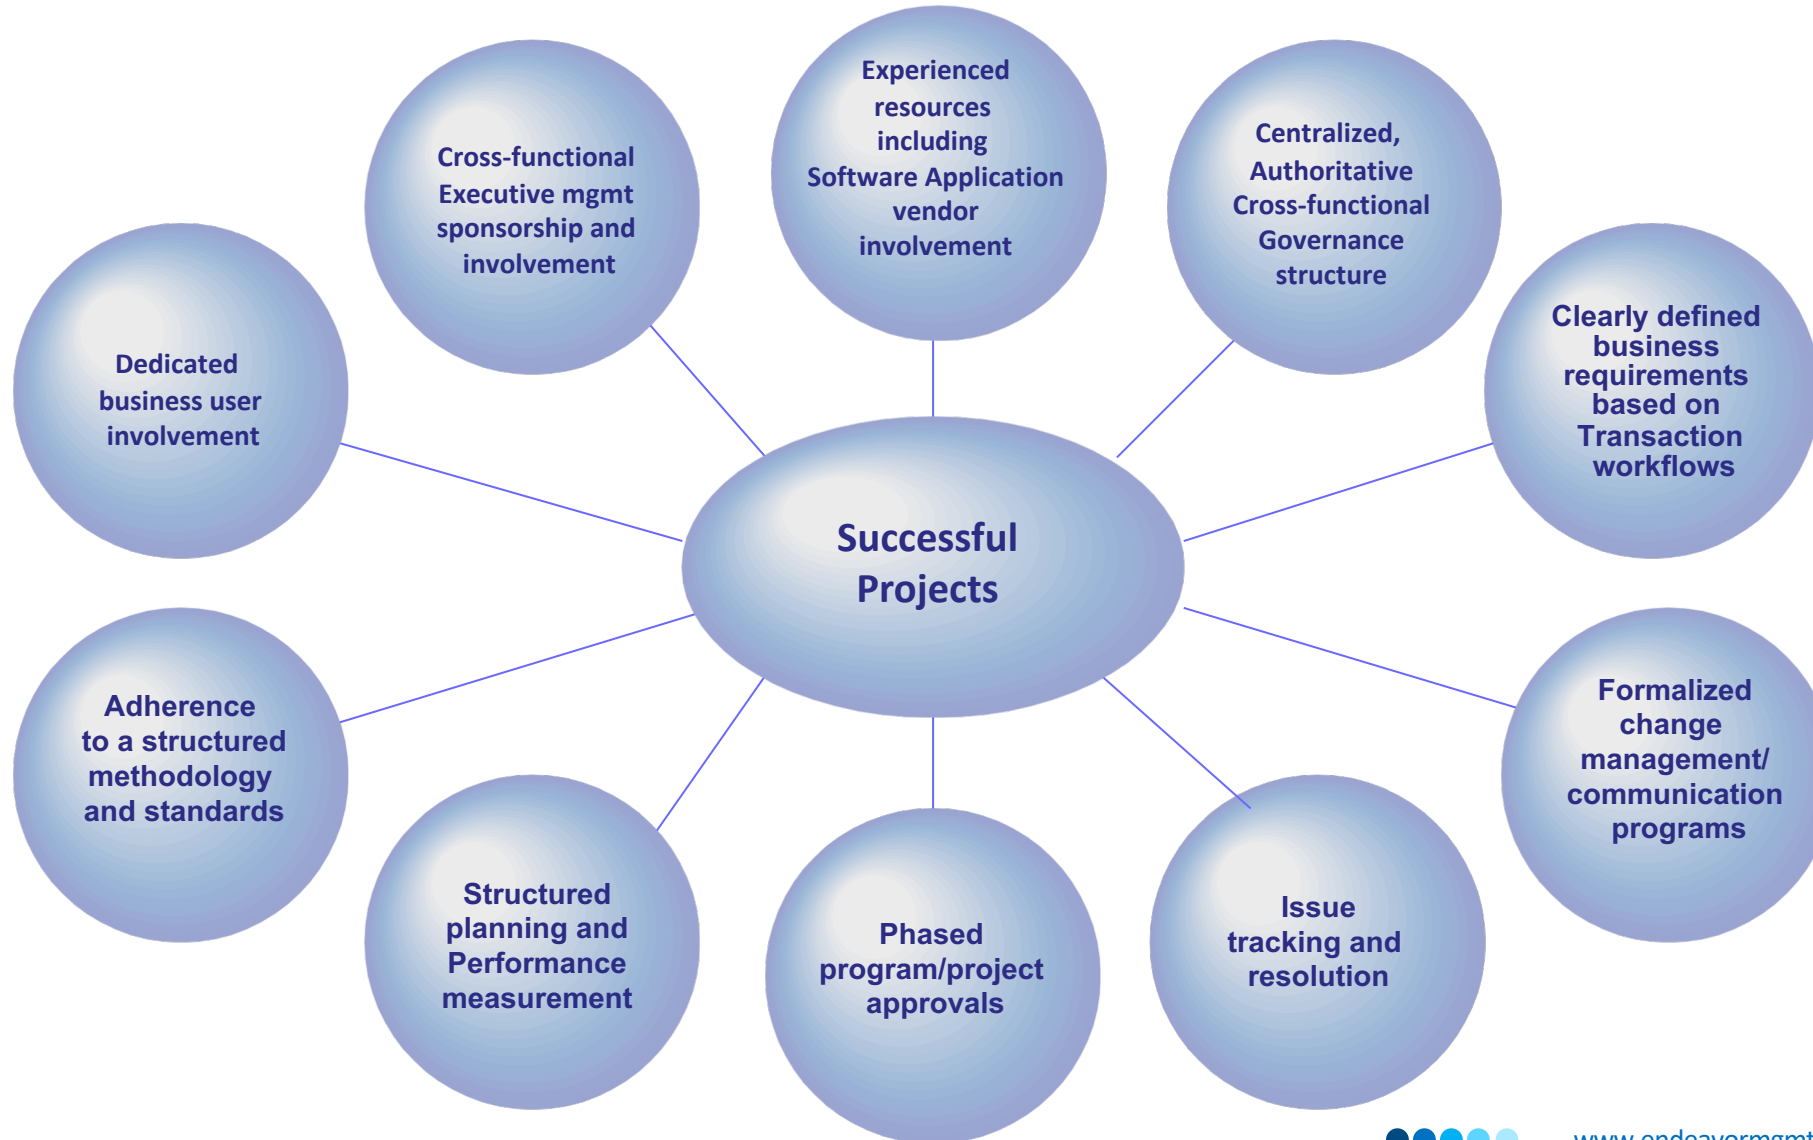 Experienced
resources
including
Software Application
vendor
involvement
Cross-functional
Executive mgmt
sponsorship and
involvement
Centralized,
Authoritative
Cross-functional
Governance
structure
Dedicated
business user
involvement
Clearly defined
business
requirements
based on
Transaction
workflows
Successful
Projects
Adherence
to a structured
methodology
and standards
Formalized
change
management/
communication
programs
Structured
planning and
Performance
measurement
Phased
program/project
approvals
Issue
tracking and
resolution
www.endeavormgmt